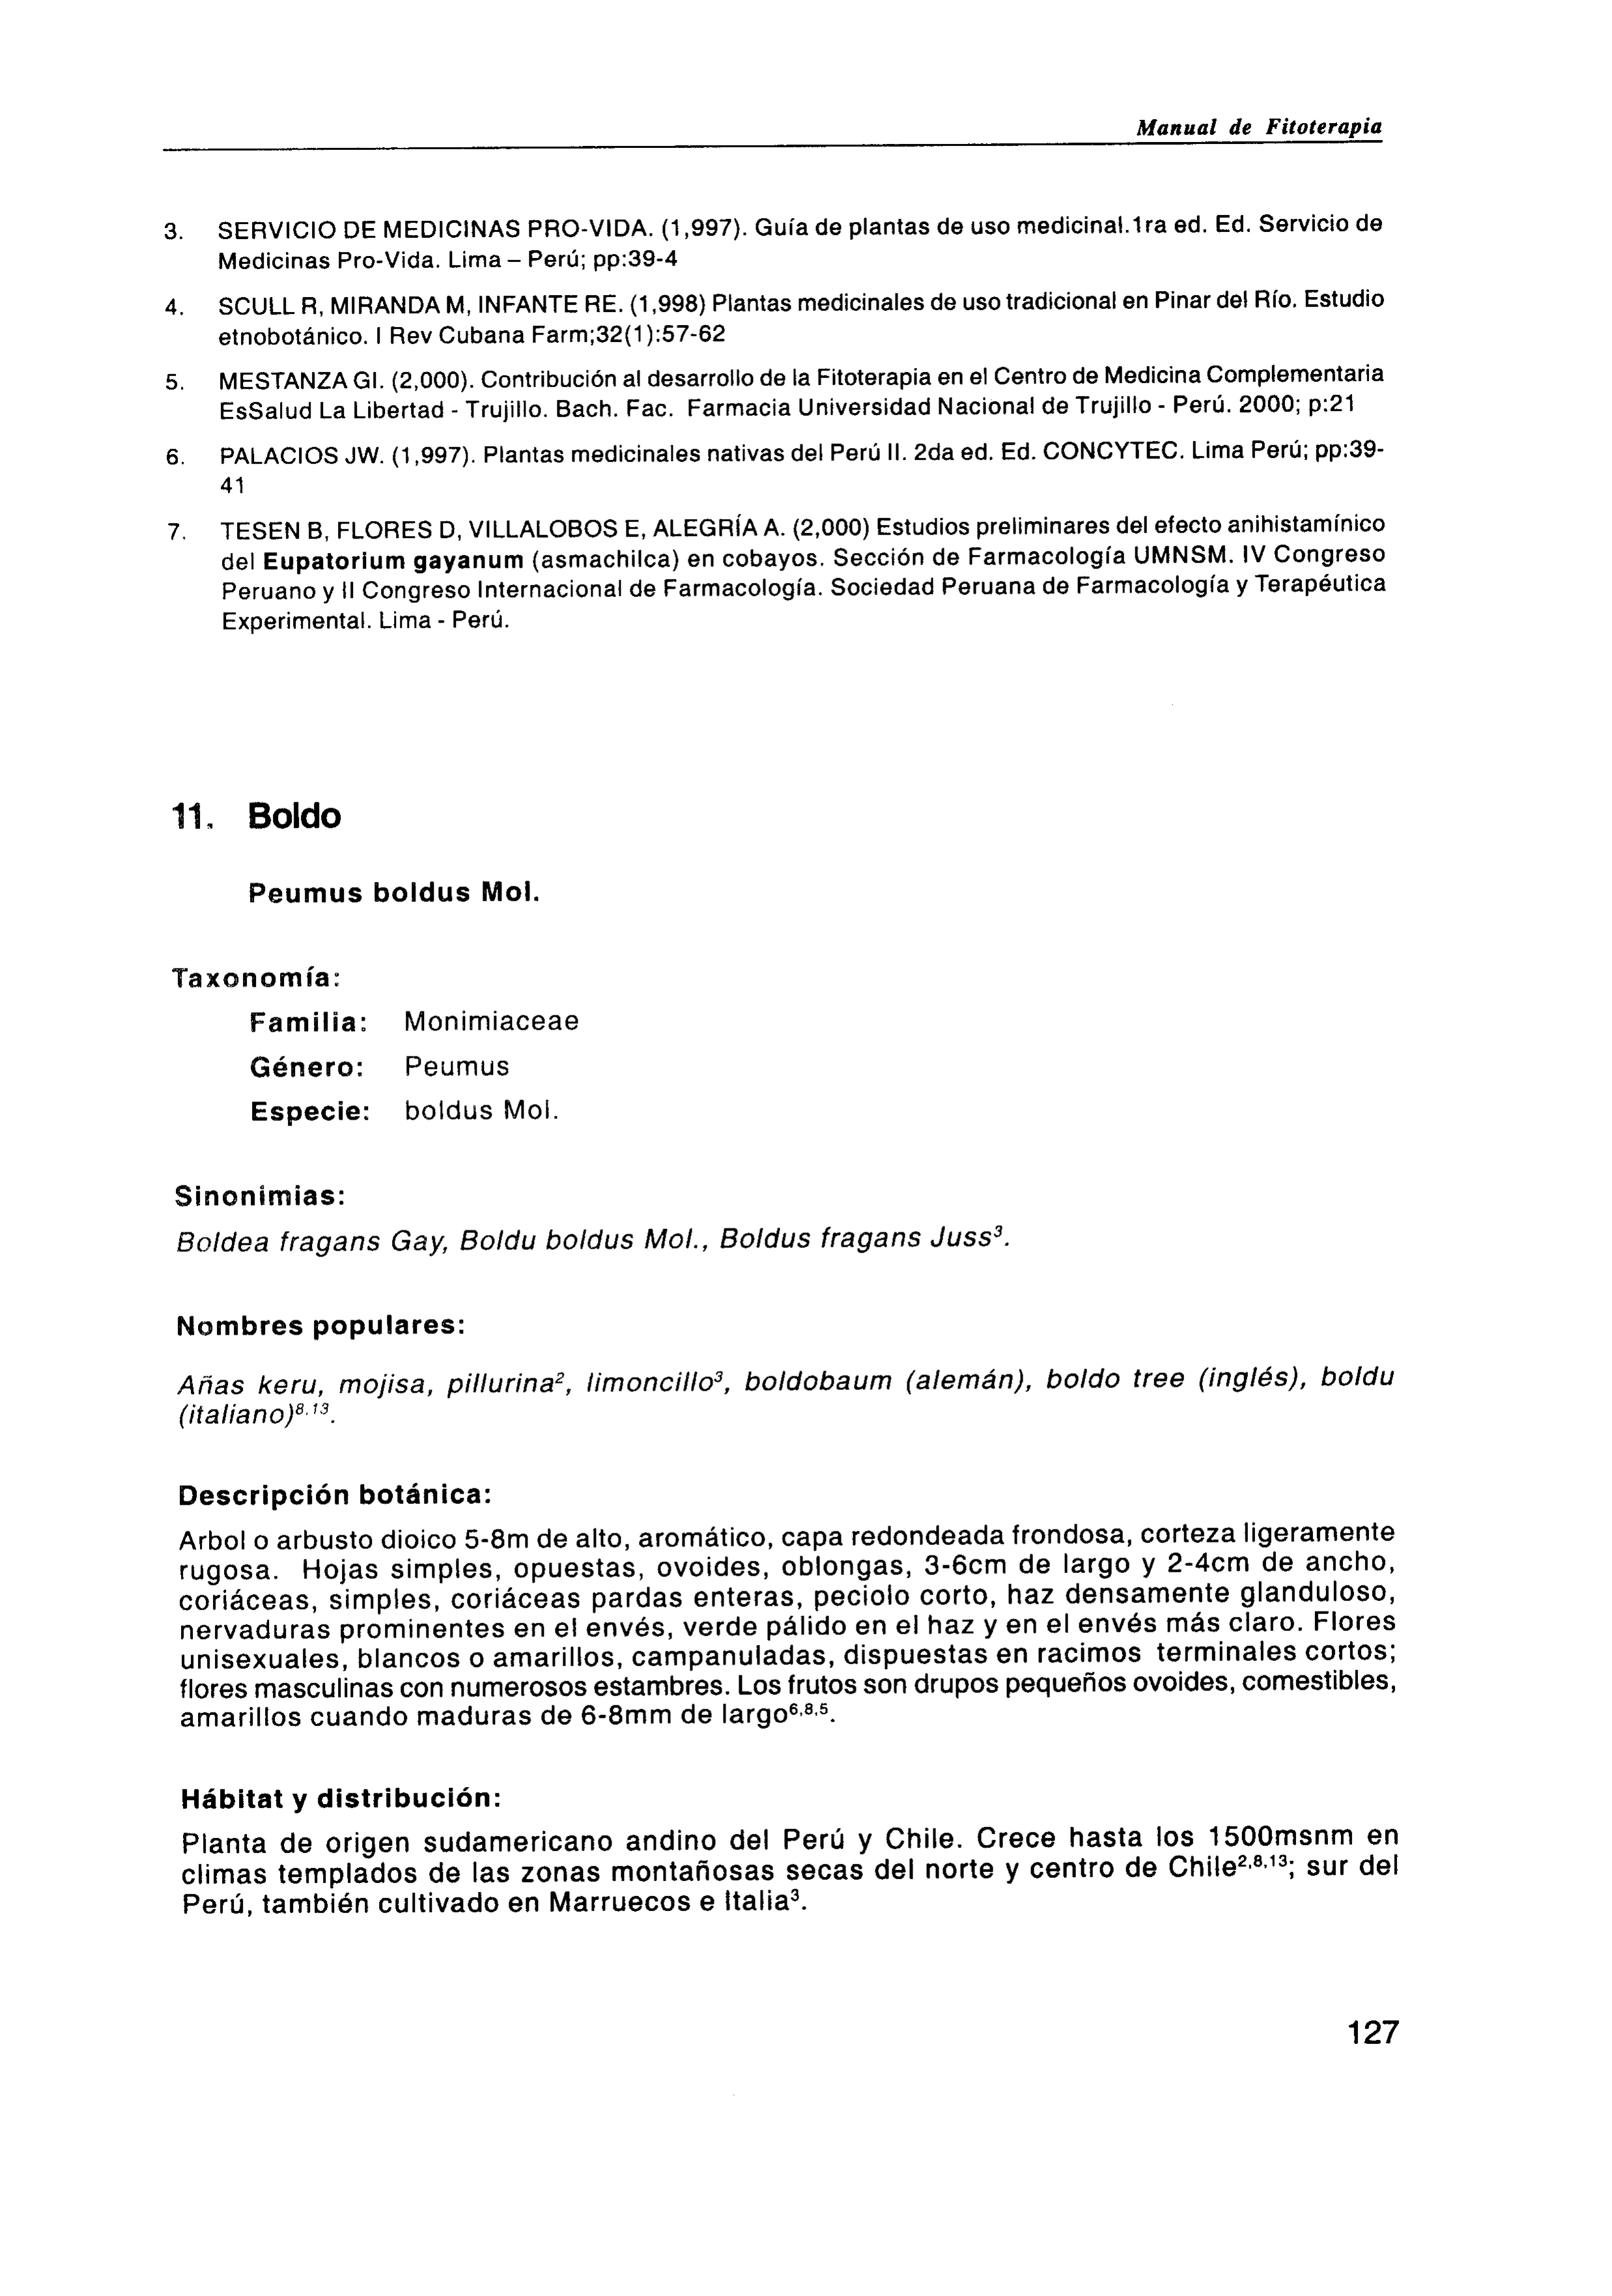 Manual de Fitoterapia
3. SERVICIO DE MEDICINAS PRO-VIDA. (1,997). Guía de plantas de uso medicinal.1ra ed. Ed. Servicio de
Medicinas Pro-Vida. Lima – Perú; pp:39-4
4. SCULL R, MIRANDA M, INFANTE RE. (1,998) Plantas medicinales de uso tradicional en Pinar del Río. Estudio
etnobotánico. I Rev Cubana Farm;32(1):57-62
5. MESTANZA GI. (2,000). Contribución al desarrollo de la Fitoterapia en el Centro de Medicina Complementaria
EsSalud La Libertad - Trujillo. Bach. Fac. Farmacia Universidad Nacional de Trujillo - Perú. 2000; p:21
6. PALACIOS JW. (1,997). Plantas medicinales nativas del Perú II. 2da ed. Ed. CONCYTEC. Lima Perú; pp:39-
41
7. TESEN B, FLORES D, VILLALOBOS E, ALEGRÍA A. (2,000) Estudios preliminares del efecto anihistamínico
del Eupatorium gayanum (asmachilca) en cobayos. Sección de Farmacología UMNSM. IV Congreso
Peruano y II Congreso Internacional de Farmacología. Sociedad Peruana de Farmacología y Terapéutica
Experimental. Lima - Perú.
11. Boldo
Peumus boldus Mol.
Taxonomía:
Familia: Monimiaceae
Género: Peumus
Especie: boldus Mol.
Sinonimias:
Boldea fragans Gay, Boldu boldus Mol., Boldus fragans Juss³.
Nombres populares:
Añas keru, mojisa, pillurina², limoncillo³, boldobaum (alemán), boldo tree (inglés), boldu
(italiano)⁸·¹³.
Descripción botánica:
Arbol o arbusto dioico 5-8m de alto, aromático, capa redondeada frondosa, corteza ligeramente
rugosa. Hojas simples, opuestas, ovoides, oblongas, 3-6cm de largo y 2-4cm de ancho,
coriáceas, simples, coriáceas pardas enteras, peciolo corto, haz densamente glanduloso,
nervaduras prominentes en el envés, verde pálido en el haz y en el envés más claro. Flores
unisexuales, blancos o amarillos, campanuladas, dispuestas en racimos terminales cortos;
flores masculinas con numerosos estambres. Los frutos son drupos pequeños ovoides, comestibles,
amarillos cuando maduras de 6-8mm de largo⁶,⁸,⁵.
Hábitat y distribución:
Planta de origen sudamericano andino del Perú y Chile. Crece hasta los 1500msnm en
climas templados de las zonas montañosas secas del norte y centro de Chile²,⁸,¹³; sur del
Perú, también cultivado en Marruecos e Italia³.
127